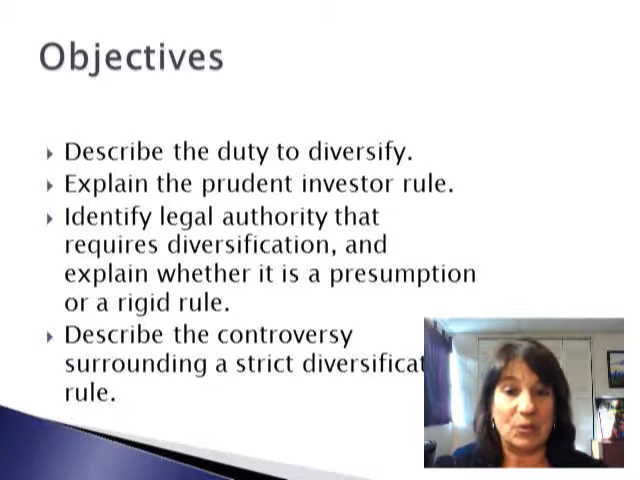 Objectives
Describe the duty to diversify.
Explain the prudent investor rule.
Identify legal authority that
requires diversification, and
explain whether it is a presumption
or a rigid rule.
Describe the controversy
surrounding a strict
rule.